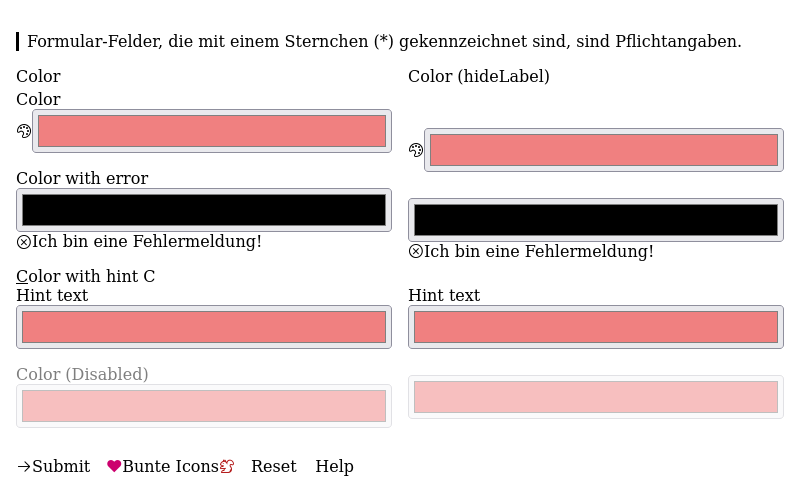 Formular-Felder, die mit einem Sternchen (*) gekennzeichnet sind, sind Pflichtangaben.
Color
Color
Color with error
Ich bin eine Fehlermeldung!
Color with hint C
Hint text
Color (Disabled)
Color (hideLabel)
Ich bin eine Fehlermeldung!
Hint text
Submit Bunte Icons Reset Help